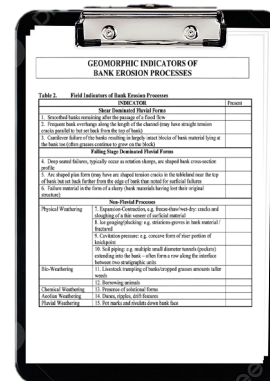 GEOMORPHIC INDICATORS OF
BANK EROSION PROCESSES
Table 2. Field Indicators of Bank Erosion Processes
INDICATOR Present
Shear Dominated Fluvial Forms
1. Smoothed banks remaining after the passage of a flood flow
2. Frequent bank overhangs along the length of the channel (may have straight tension
cracks parallel to but set back from the top of bank)
3. Cantilever failure of the banks resulting in largely intact blocks of bank material lying at
the bank toe (often grasses continue to grow on the block)
Falling Stage Dominated Fluvial Forms
4. Deep seated failures, typically occur as rotation slumps, arc shaped bank cross-section
profile
5. Arc shaped plan form (may have arc shaped tension cracks in the tableland near the top
of bank but set back further from the edge of bank than noted for surficial failures
6. Failure material in the form of a slurry (bank materials having lost their original
structure)
Non-Fluvial Processes
Physical Weathering 7. Expansion-Contraction, e.g. freeze-thaw/wet-dry: cracks and
sloughing of a thin veneer of surficial material
8. Ice gouging/plucking: e.g. striations-groves in bank material /
fractured
9. Cavitation pressure: e.g. concave form of riser portion of
knickpoint
10. Soil piping: e.g. multiple small diameter tunnels (pockets)
extending into the bank – often form a row along the interface
between two stratigraphic units
Bio-Weathering 11. Livestock trampling of banks/cropped grasses amounts taller
weeds
12. Borrowing animals
Chemical Weathering 13. Presence of solutional forms
Aeolian Weathering 14. Dunes, ripples, drift features
Pluvial Weathering 15. Pot marks and rivulets down bank face